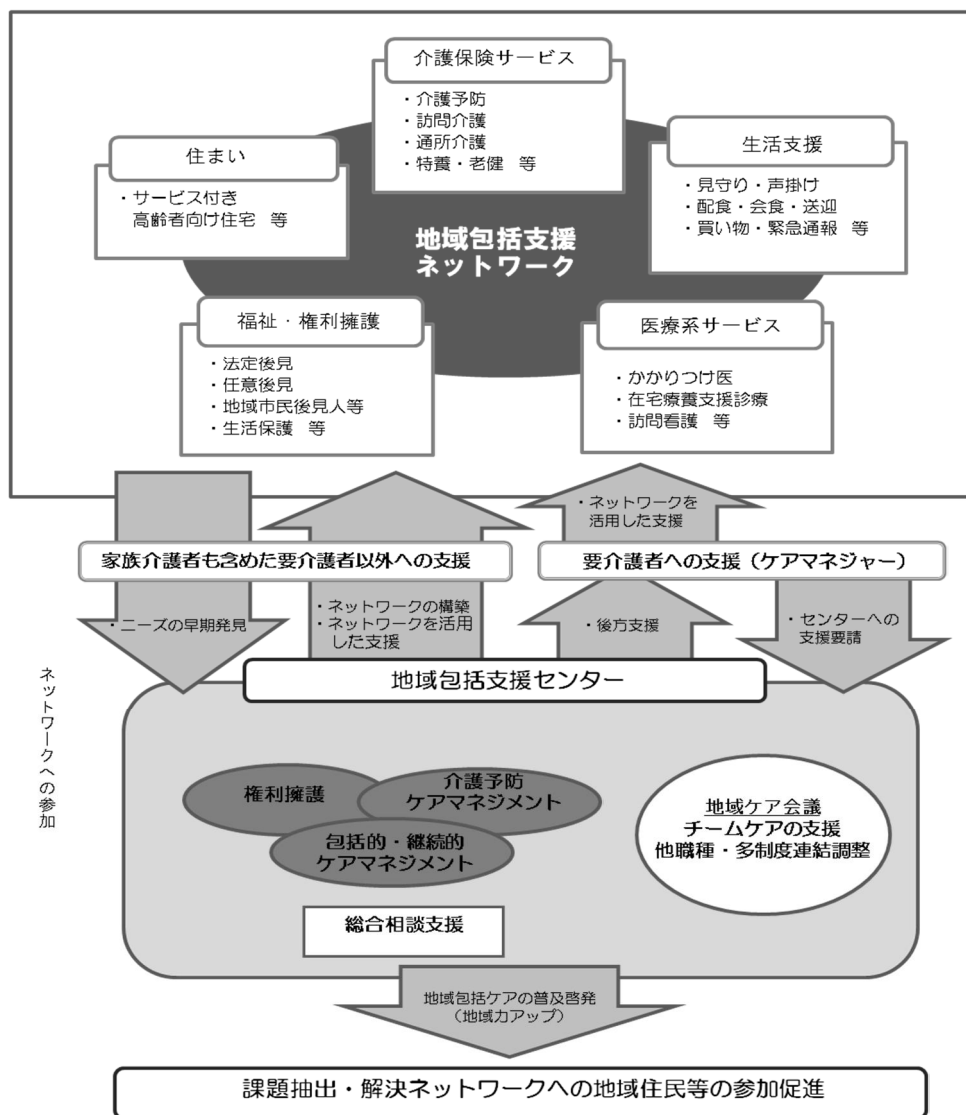 介護保険サービス
・介護予防
・訪問介護
・通所介護
・特養・老健　等
住まい
・サービス付き
高齢者向け住宅　等
生活支援
・見守り・声掛け
・配食・会食・送迎
・買い物・緊急通報　等
地域包括支援
ネットワーク
福祉・権利擁護
・法定後見
・任意後見
・地域市民後見人等
・生活保護　等
医療系サービス
・かかりつけ医
・在宅療養支援診療
・訪問看護　等
・ネットワークを
活用した支援
家族介護者も含めた要介護者以外への支援
要介護者への支援（ケアマネジャー）
・ニーズの早期発見
・ネットワークの構築
・ネットワークを活用
した支援
・後方支援
・センターへの
支援要請
地域包括支援センター
ネットワークへの参加
権利擁護
介護予防
ケアマネジメント
包括的・継続的
ケアマネジメント
地域ケア会議
チームケアの支援
他職種・多制度連結調整
総合相談支援
地域包括ケアの普及啓発
（地域力アップ）
課題抽出・解決ネットワークへの地域住民等の参加促進